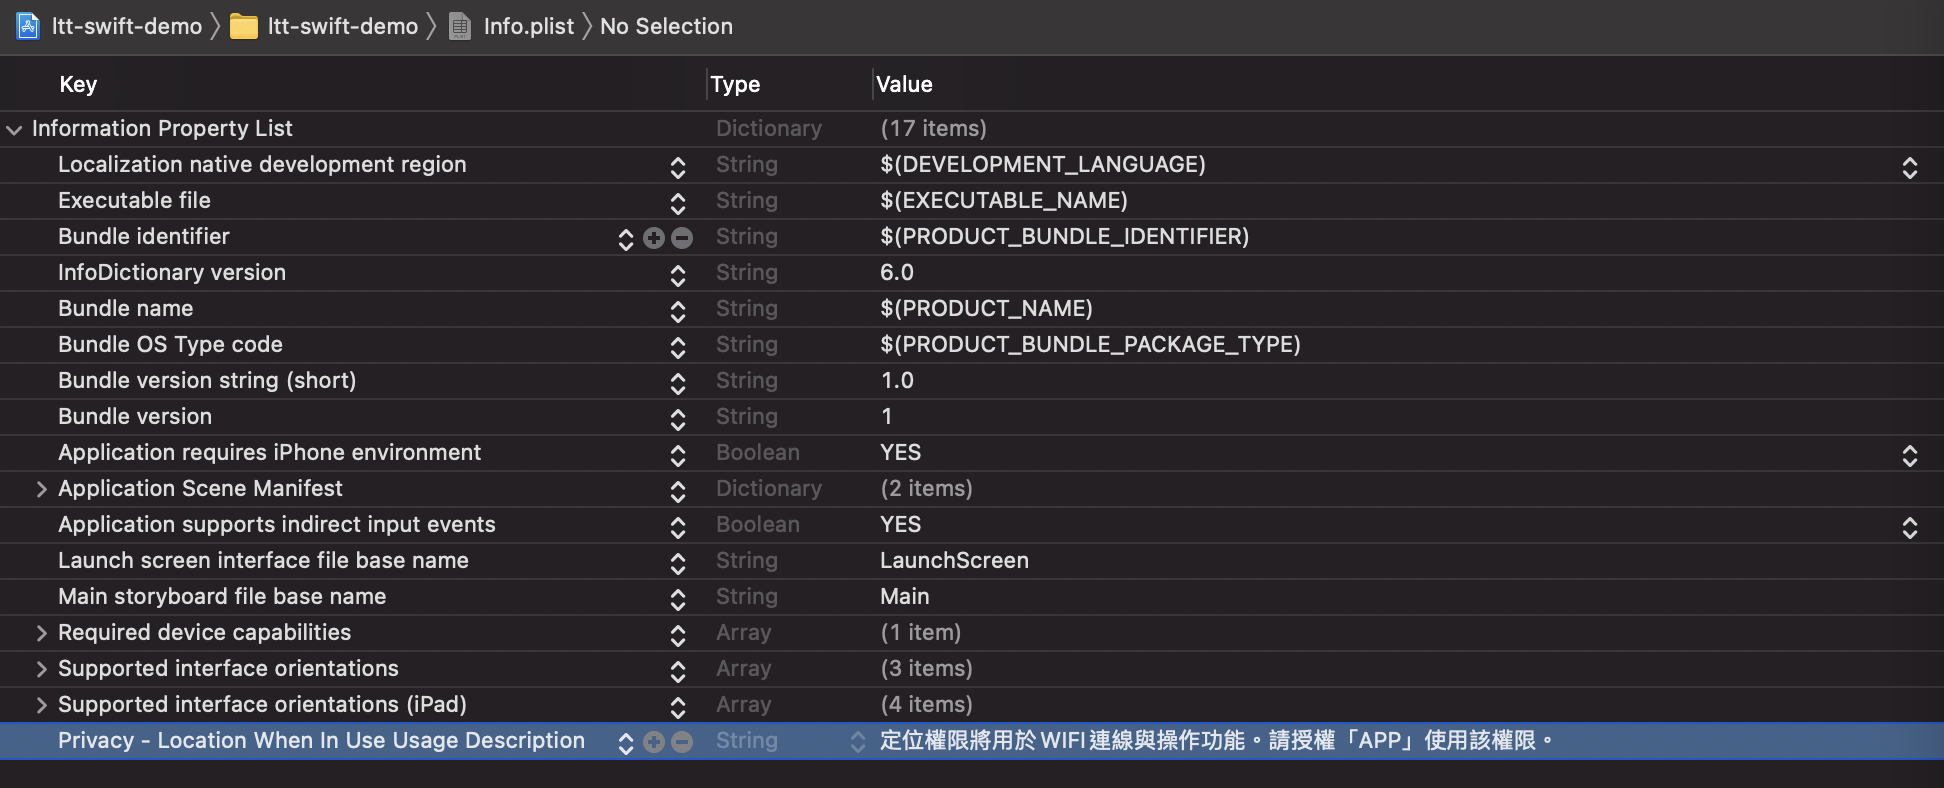 ltt-swift-demo ltt-swift-demo Info.plist No Selection
Key Type Value
Information Property List Dictionary (17 items)
Localization native development region String $(DEVELOPMENT_LANGUAGE)
Executable file String $(EXECUTABLE_NAME)
Bundle identifier String $(PRODUCT_BUNDLE_IDENTIFIER)
InfoDictionary version String 6.0
Bundle name String $(PRODUCT_NAME)
Bundle OS Type code String $(PRODUCT_BUNDLE_PACKAGE_TYPE)
Bundle version string (short) String 1.0
Bundle version String 1
Application requires iPhone environment Boolean YES
Application Scene Manifest Dictionary (2 items)
Application supports indirect input events Boolean YES
Launch screen interface file base name String LaunchScreen
Main storyboard file base name String Main
Required device capabilities Array (1 item)
Supported interface orientations Array (3 items)
Supported interface orientations (iPad) Array (4 items)
Privacy - Location When In Use Usage Description String 定位權限將用於WIFI連線與操作功能。請授權「APP」使用該權限。